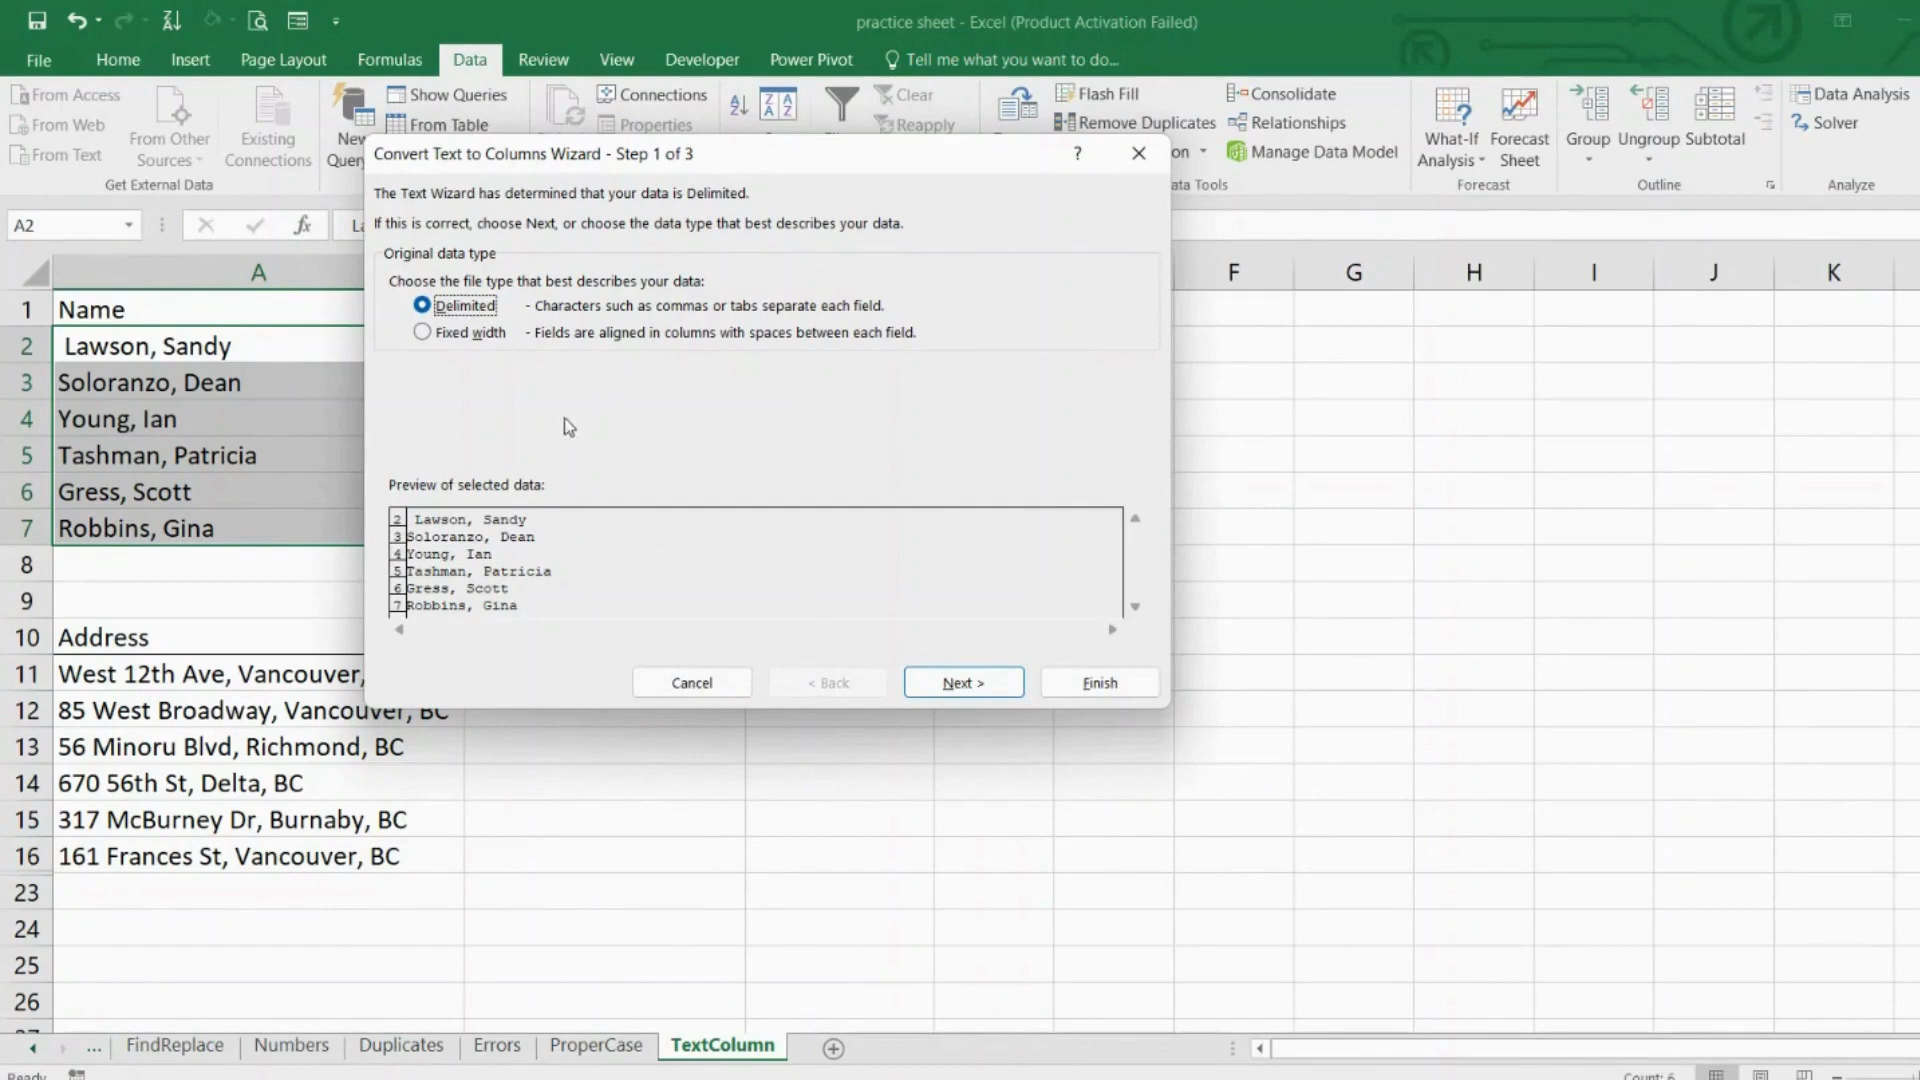 practice sheet - Excel (Product Activation Failed)
File Home Insert Page Layout Formulas Data Review View Developer Power Pivot Tell me what you want to do...
From Access
From Web
From Text
From Other
Sources
Existing
Connections
Get External Data
New
Show Queries
From Table
Connections
Properties
Clear
Reapply
Flash Fill
Remove Duplicates
Consolidate
Relationships
Manage Data Model
What-If
Analysis
Forecast
Sheet
Forecast
Group
Ungroup
Subtotal
Outline
Data Analysis
Solver
Analyze
A2
fx
Convert Text to Columns Wizard - Step 1 of 3
The Text Wizard has determined that your data is Delimited.
If this is correct, choose Next, or choose the data type that best describes your data.
Original data type
Choose the file type that best describes your data:
Delimited - Characters such as commas or tabs separate each field.
Fixed width - Fields are aligned in columns with spaces between each field.
Preview of selected data:
2 Lawson, Sandy
3 Soloranzo, Dean
4 Young, Ian
5 Tashman, Patricia
6 Gress, Scott
7 Robbins, Gina
Cancel < Back Next > Finish
A F G H I J K
1 Name
2 Lawson, Sandy
3 Soloranzo, Dean
4 Young, Ian
5 Tashman, Patricia
6 Gress, Scott
7 Robbins, Gina
8
9
10 Address
11 West 12th Ave, Vancouver,
12 85 West Broadway, Vancouver, BC
13 56 Minoru Blvd, Richmond, BC
14 670 56th St, Delta, BC
15 317 McBurney Dr, Burnaby, BC
16 161 Frances St, Vancouver, BC
23
24
25
26
... FindReplace Numbers Duplicates Errors ProperCase TextColumn
Ready
Count: 6